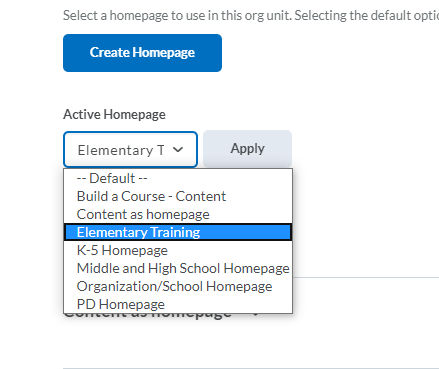 Select a homepage to use in this org unit. Selecting the default
Create Homepage
Active Homepage
Elementary T
Apply
-- Default --
Build a Course - Content
Content as homepage
Elementary Training
K-5 Homepage
Middle and High School Homepage
Organization/School Homepage
PD Homepage
Content as homepage